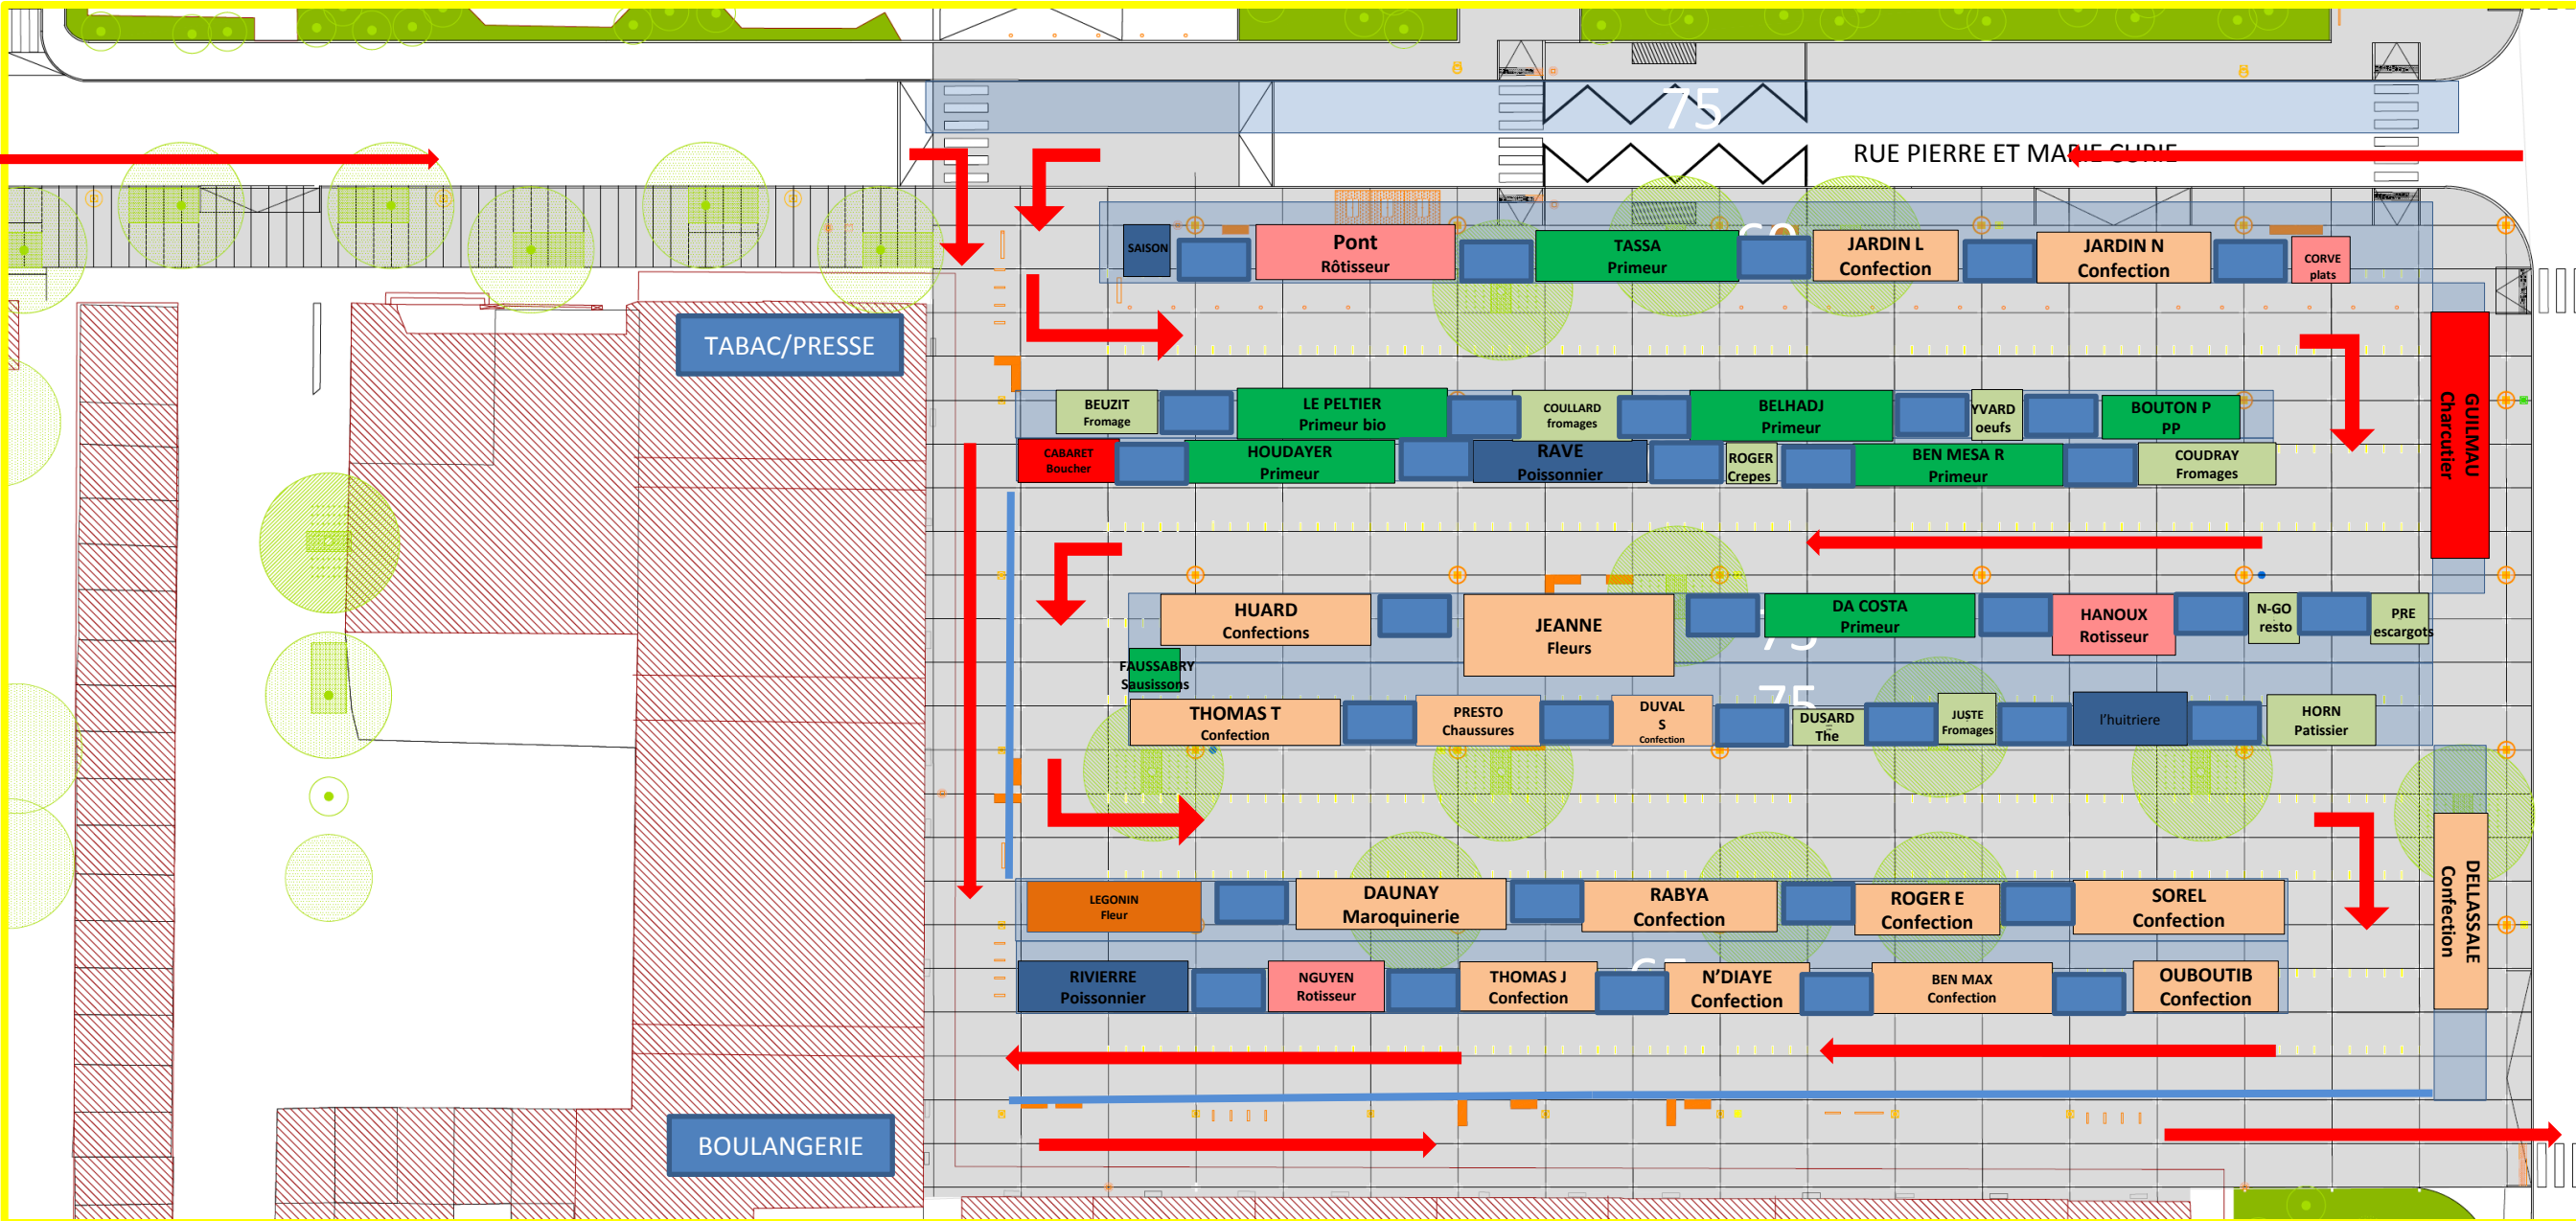 75
RUE PIERRE ET MARIE CURIE
SAISON
Pont
Rôtisseur
TASSA
Primeur
JARDIN L
Confection
JARDIN N
Confection
CORVE
plats
TABAC/PRESSE
GUILMAU
Charcutier
BEUZIT
Fromage
LE PELTIER
Primeur bio
COULLARD
fromages
BELHADJ
Primeur
YVARD
oeufs
BOUTON P
PP
CABARET
Boucher
HOUDAYER
Primeur
RAVE
Poissonnier
ROGER
Crepes
BEN MESA R
Primeur
COUDRAY
Fromages
HUARD
Confections
JEANNE
Fleurs
DA COSTA
Primeur
HANOUX
Rotisseur
N-GO
resto
PRE
escargots
75
FAUSSABRY
Sausissons
75
THOMAS T
Confection
PRESTO
Chaussures
DUVAL
S
Confection
DUSARD
The
JUSTE
Fromages
l'huitriere
HORN
Patissier
DELLASSALE
Confection
LEGONIN
Fleur
DAUNAY
Maroquinerie
RABYA
Confection
ROGER E
Confection
SOREL
Confection
RIVIERRE
Poissonnier
NGUYEN
Rotisseur
THOMAS J
Confection
N'DIAYE
Confection
BEN MAX
Confection
OUBOUTIB
Confection
BOULANGERIE